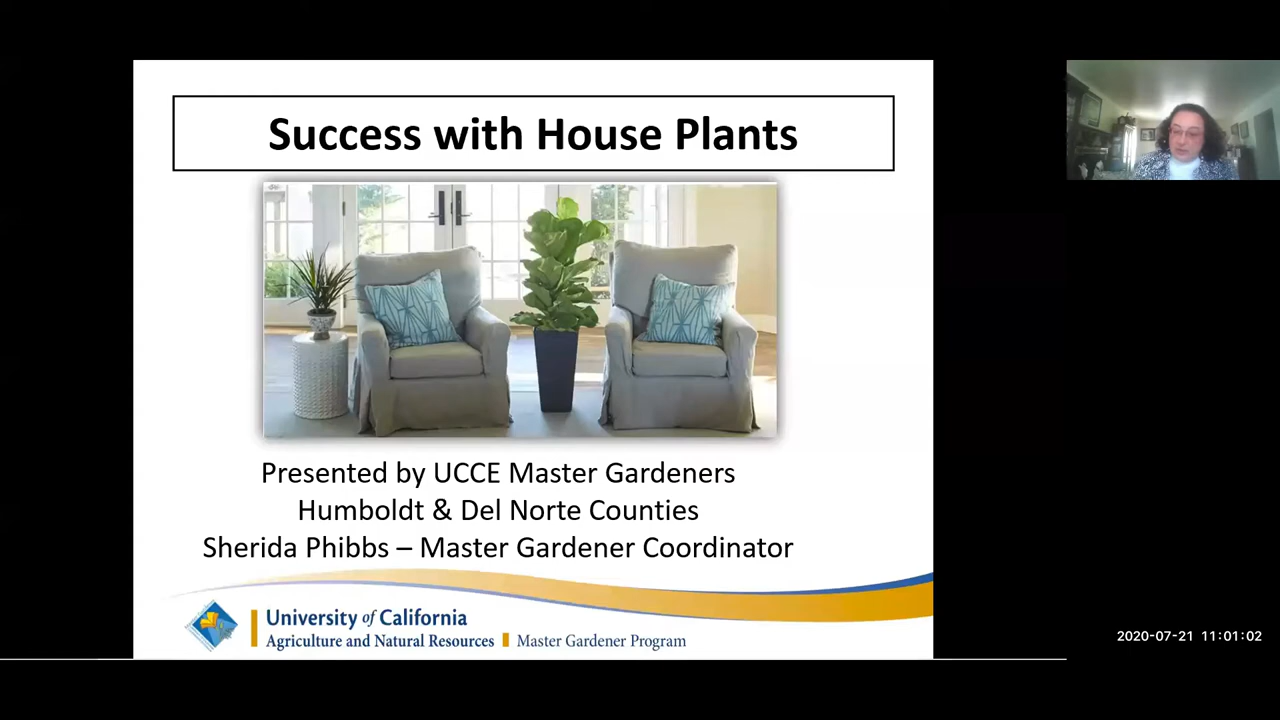 Success with House Plants
Presented by UCCE Master Gardeners
Humboldt & Del Norte Counties
Sherida Phibbs – Master Gardener Coordinator
University of California
Agriculture and Natural Resources
Master Gardener Program
2020-07-21 11:01:02